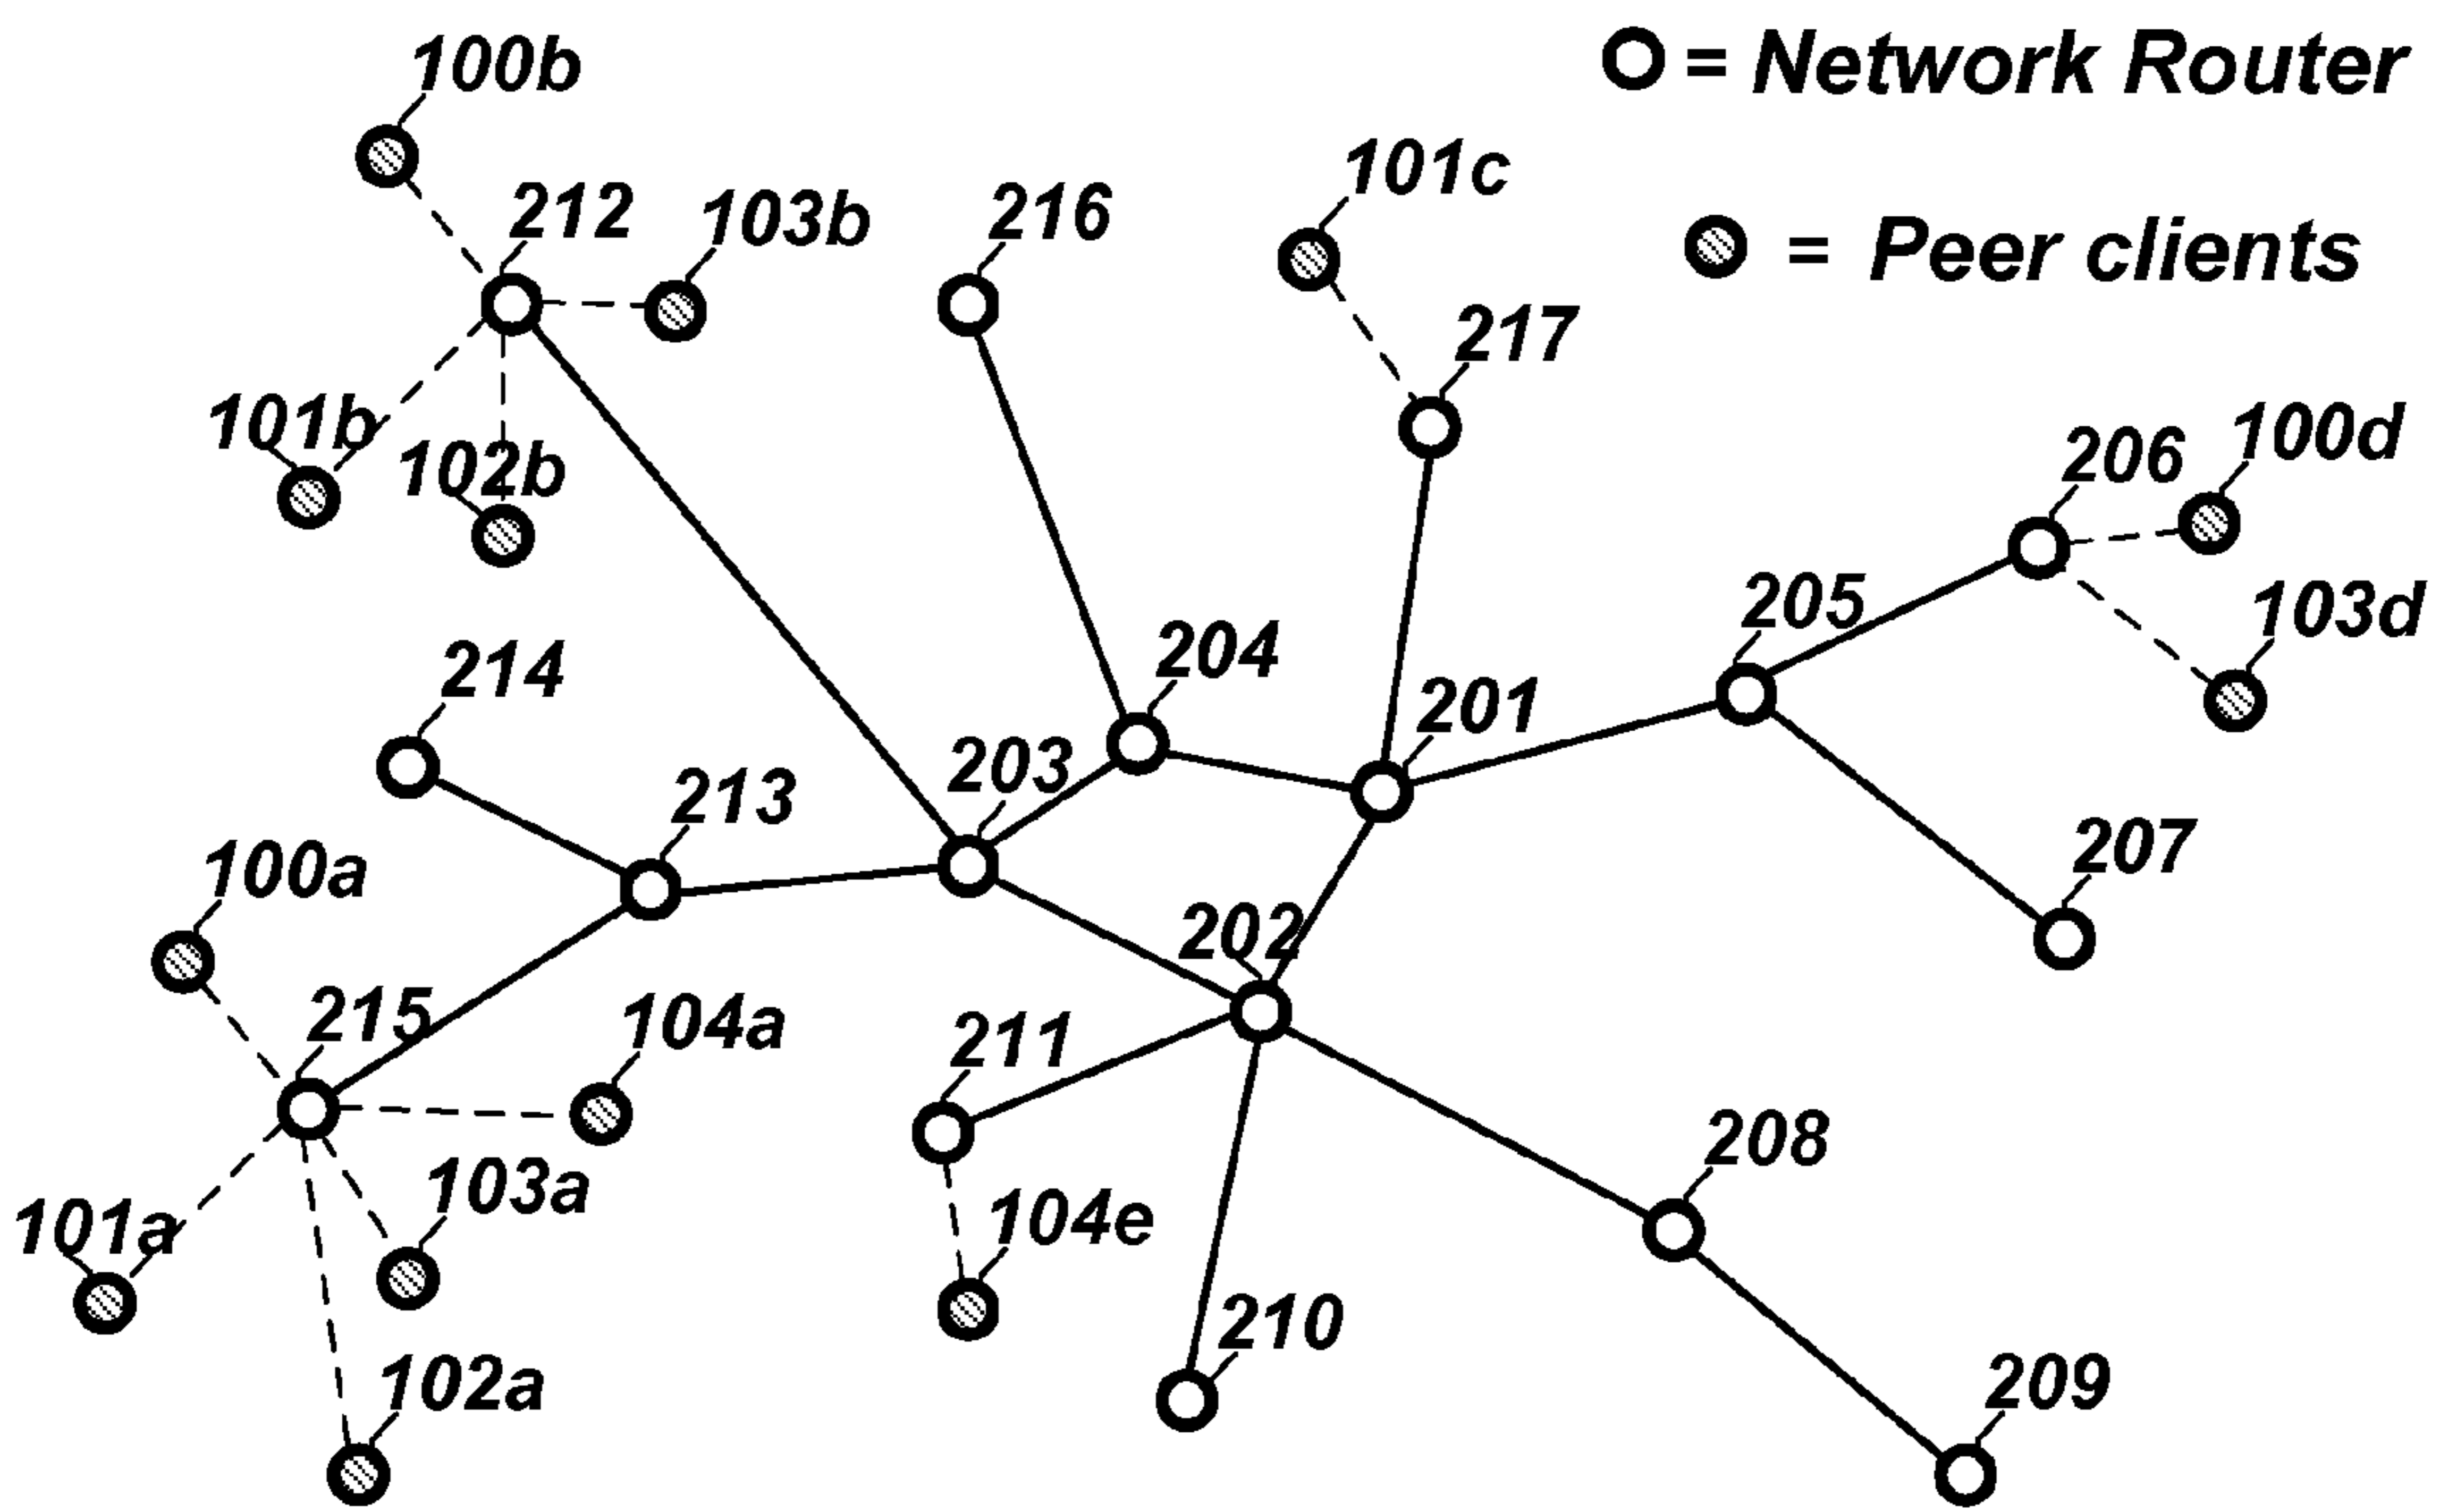 100b
= Network Router
101c
212
103b
216
= Peer clients
217
101b
102b
206
100d
205
103d
214
204
201
213
203
100a
207
202
215
104a
211
208
103a
101a
104e
210
102a
209